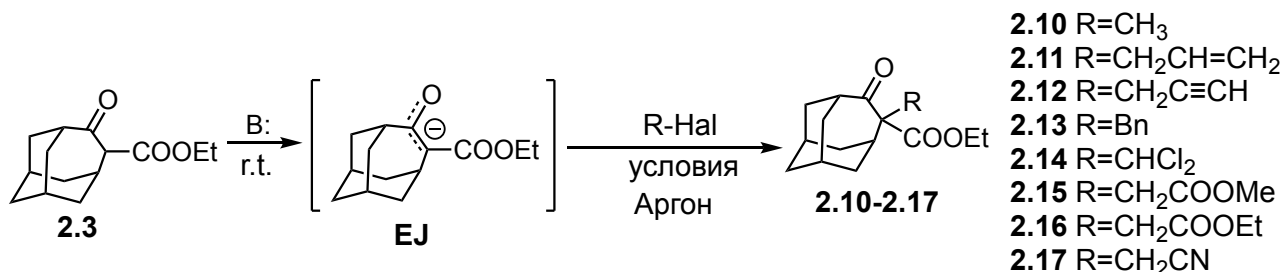 O
COOEt
2.3
B:
r.t.
O
COOEt
EJ
R-Hal
условия
Аргон
O
R
COOEt
2.10-2.17
2.10 R=CH₃
2.11 R=CH₂CH=CH₂
2.12 R=CH₂C≡CH
2.13 R=Bn
2.14 R=CHCl₂
2.15 R=CH₂COOMe
2.16 R=CH₂COOEt
2.17 R=CH₂CN